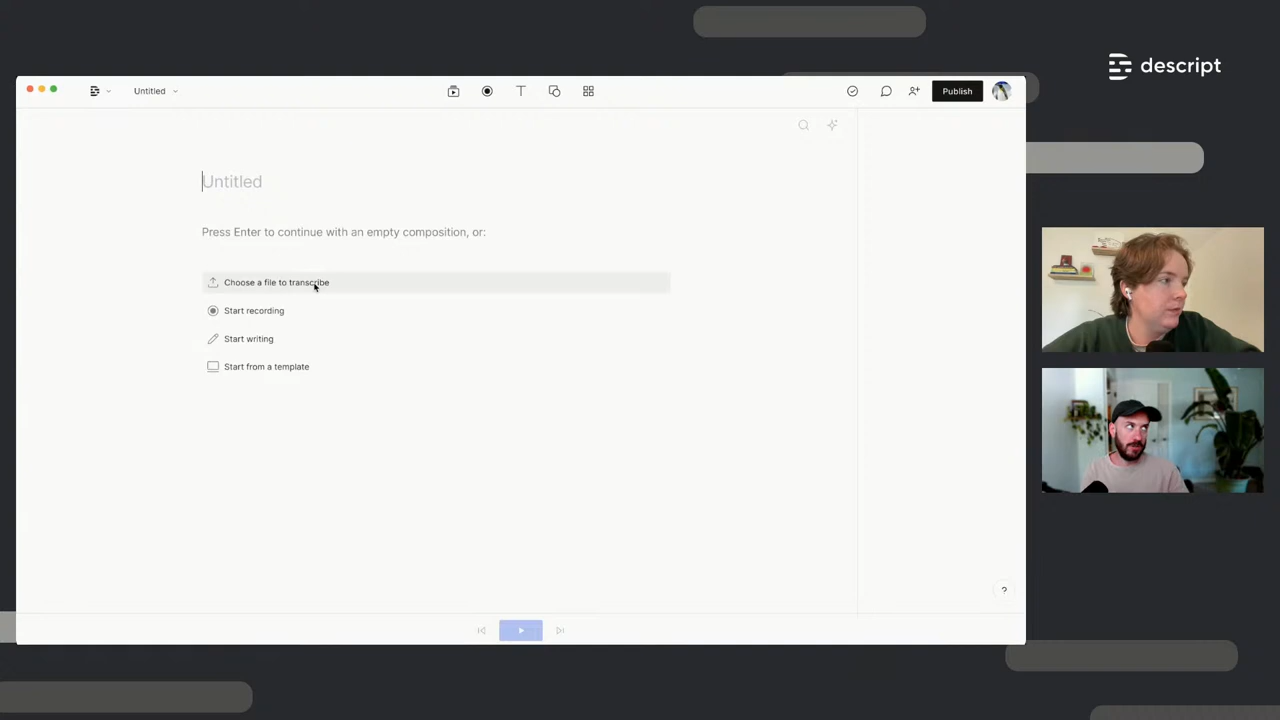 descript
Untitled
Publish
Untitled
Press Enter to continue with an empty composition, or:
Choose a file to transcribe
Start recording
Start writing
Start from a template
?